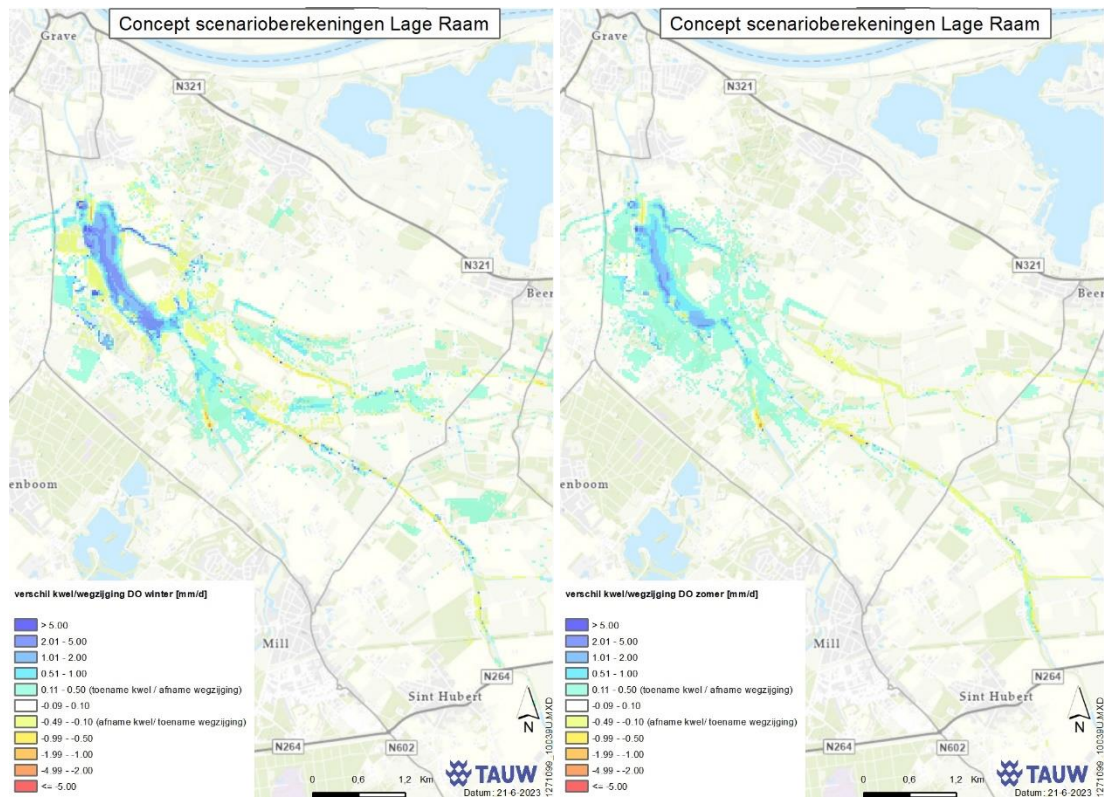 Concept scenarioberekeningen Lage Raam
Grave
N321
N321
Beer
enboom
verschil kwel/wegzijging DO winter [mm/d]
> 5.00
2.01 - 5.00
1.01 - 2.00
0.51 - 1.00
0.11 - 0.50 (toename kwel / afname wegzijging)
-0.09 - 0.10
-0.49 - -0.10 (afname kwel/ toename wegzijging)
-0.99 - -0.50
-1.99 - -1.00
-4.99 - -2.00
<= -5.00
Mill
N264
Sint Hubert
N264
N602
N
0 0,6 1,2 Km
TAUW
Datum : 21-6-2023
1271099_10039U.MXD
Concept scenarioberekeningen Lage Raam
Grave
N321
N321
Beer
enboom
verschil kwel/wegzijging DO zomer [mm/d]
> 5.00
2.01 - 5.00
1.01 - 2.00
0.51 - 1.00
0.11 - 0.50 (toename kwel / afname wegzijging)
-0.09 - 0.10
-0.49 - -0.10 (afname kwel/ toename wegzijging)
-0.99 - -0.50
-1.99 - -1.00
-4.99 - -2.00
<= -5.00
Mill
N264
Sint Hubert
N264
N602
N
0 0,6 1,2 Km
TAUW
Datum : 21-6-2023
1271099_10039U.MXD